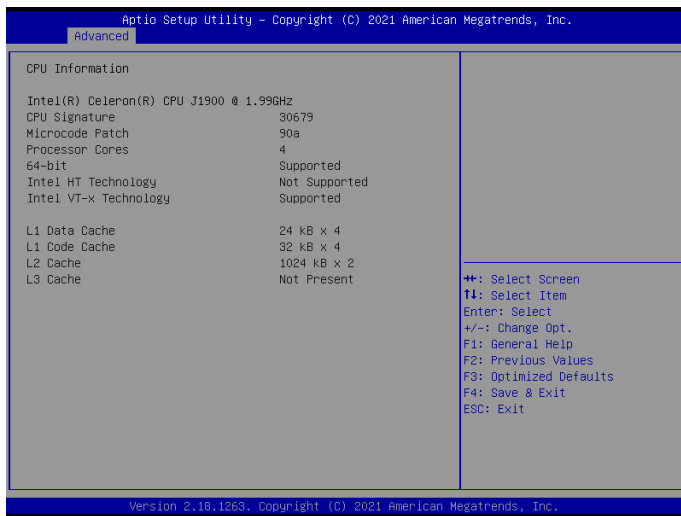 Aptio Setup Utility – Copyright (C) 2021 American Megatrends, Inc.
Advanced
CPU Information
Intel(R) Celeron(R) CPU J1900 @ 1.99GHz
CPU Signature 30679
Microcode Patch 90a
Processor Cores 4
64-bit Supported
Intel HT Technology Not Supported
Intel VT-x Technology Supported
L1 Data Cache 24 kB x 4
L1 Code Cache 32 kB x 4
L2 Cache 1024 kB x 2
L3 Cache Not Present
→←: Select Screen
↑↓: Select Item
Enter: Select
+/-: Change Opt.
F1: General Help
F2: Previous Values
F3: Optimized Defaults
F4: Save & Exit
ESC: Exit
Version 2.18.1263. Copyright (C) 2021 American Megatrends, Inc.